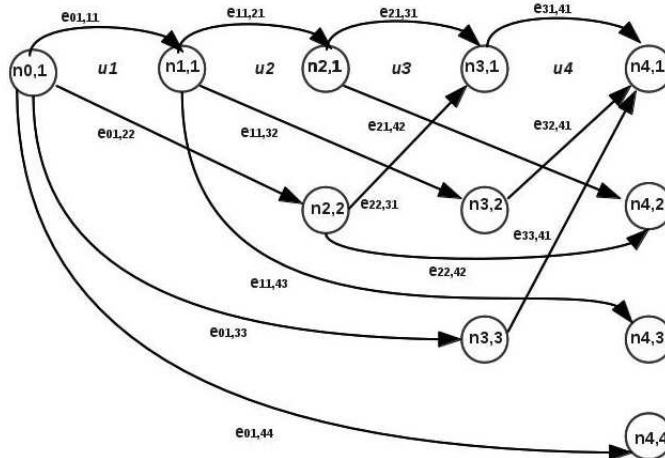 e01,11 e11,21 e21,31 e31,41
n0,1 u1 n1,1 u2 n2,1 u3 n3,1 u4 n4,1
e01,22 e11,32 e21,42 e32,41
n2,2 e22,31 n3,2 n4,2
e33,41
e11,43 e22,42
e01,33 n3,3 n4,3
e01,44 n4,4